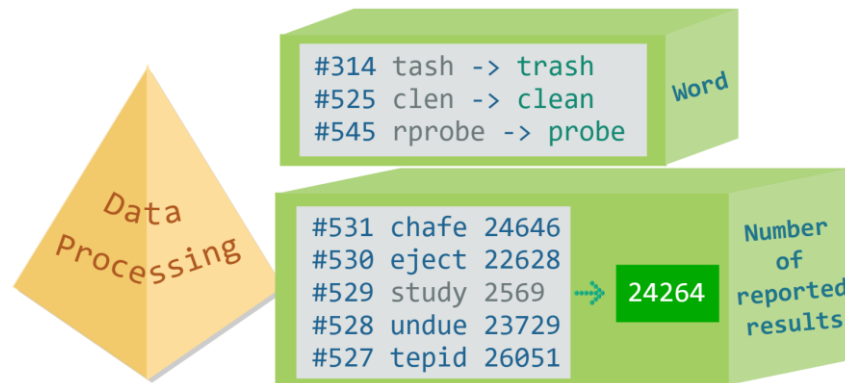 Data
Processing
#314 tash -> trash
#525 clen -> clean
#545 rprobe -> probe
Word
#531 chafe 24646
#530 eject 22628
#529 study 2569
#528 undue 23729
#527 tepid 26051
24264
Number
of
reported
results